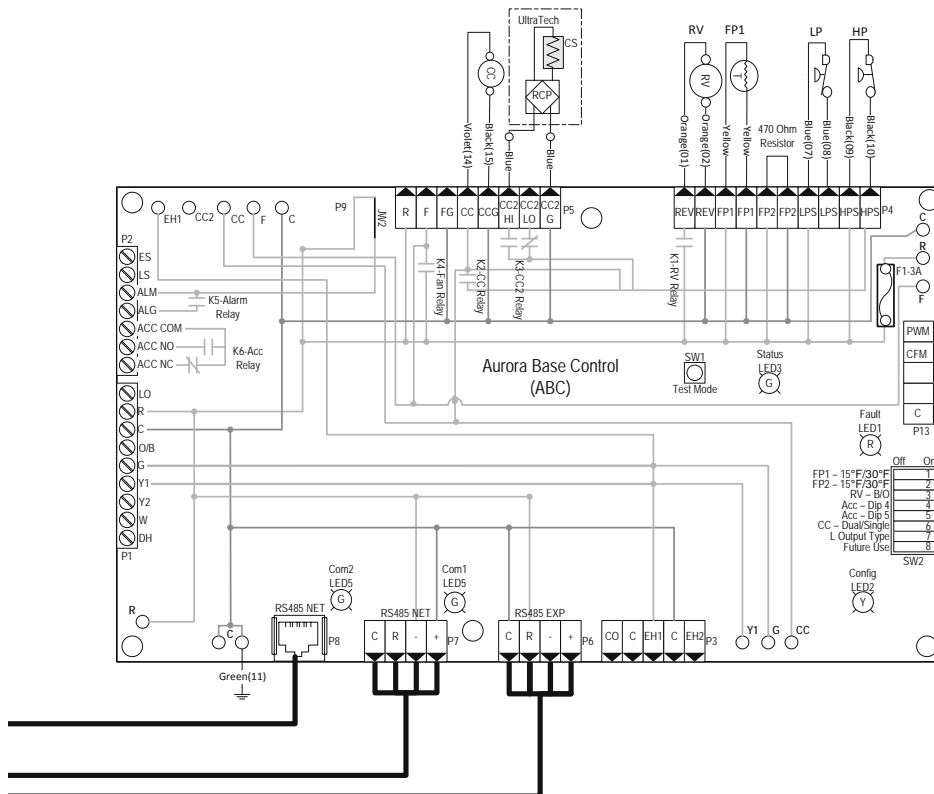 UltraTech
CS
RCP
CC
Violet(14)
Black(15)
Blue
Blue
RV
FP1
LP
HP
RV
T
Orange(01)
Orange(02)
Yellow
Yellow
470 Ohm
Resistor
Blue(07)
Blue(08)
Black(09)
Black(10)
EH1
CC2
CC
F
C
P9
JW2
R
F
FG
CC
CCG
CC2
HI
CC2
LO
CC2
G
P5
REV
REV
FP1
FP1
FP2
FP2
LPS
LPS
HPS
HPS
P4
C
R
F1-3A
F
P2
ES
LS
ALM
ALG
ACC COM
ACC NO
ACC NC
K5-Alarm
Relay
K6-Acc
Relay
K4-Fan Relay
K2-CC Relay
K3-CC2 Relay
K1-RV Relay
Aurora Base Control
(ABC)
SW1
Test Mode
Status
LED3
G
PWM
CFM
C
P13
Fault
LED1
R
LO
R
C
O/B
G
Y1
Y2
W
DH
P1
Off
On
FP1 – 15°F/30°F
1
FP2 – 15°F/30°F
2
RV – B/O
3
Acc – Dip 4
4
Acc – Dip 5
5
CC – Dual/Single
6
L Output Type
7
Future Use
8
SW2
Config
LED2
Y
Com2
LED5
G
Com1
LED5
G
R
C
Green(11)
RS485 NET
P8
RS485 NET
C
R
-
+
P7
RS485 EXP
C
R
-
+
P6
CO
C
EH1
C
EH2
P3
Y1
G
CC